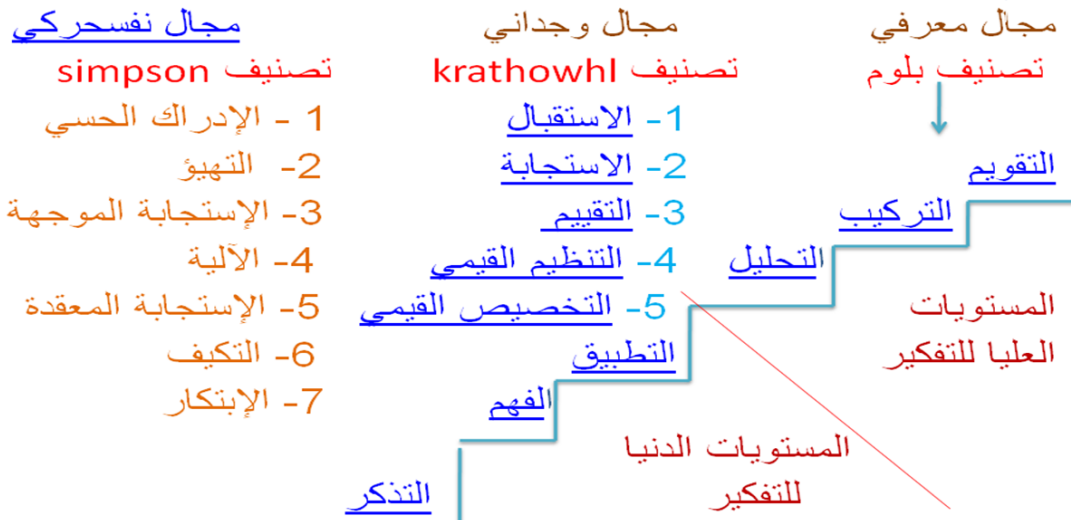 مجال معرفي
تصنيف بلوم
التقويم
التركيب
التحليل
التطبيق
الفهم
التذكر
المستويات
العليا للتفكير
المستويات الدنيا
للتفكير
مجال وجداني
تصنيف krathowhl
1- الاستقبال
2- الاستجابة
3- التقييم
4- التنظيم القيمي
5- التخصيص القيمي
مجال نفسحركي
تصنيف simpson
1 - الإدراك الحسي
2- التهيؤ
3- الإستجابة الموجهة
4- الآلية
5- الإستجابة المعقدة
6- التكيف
7- الإبتكار